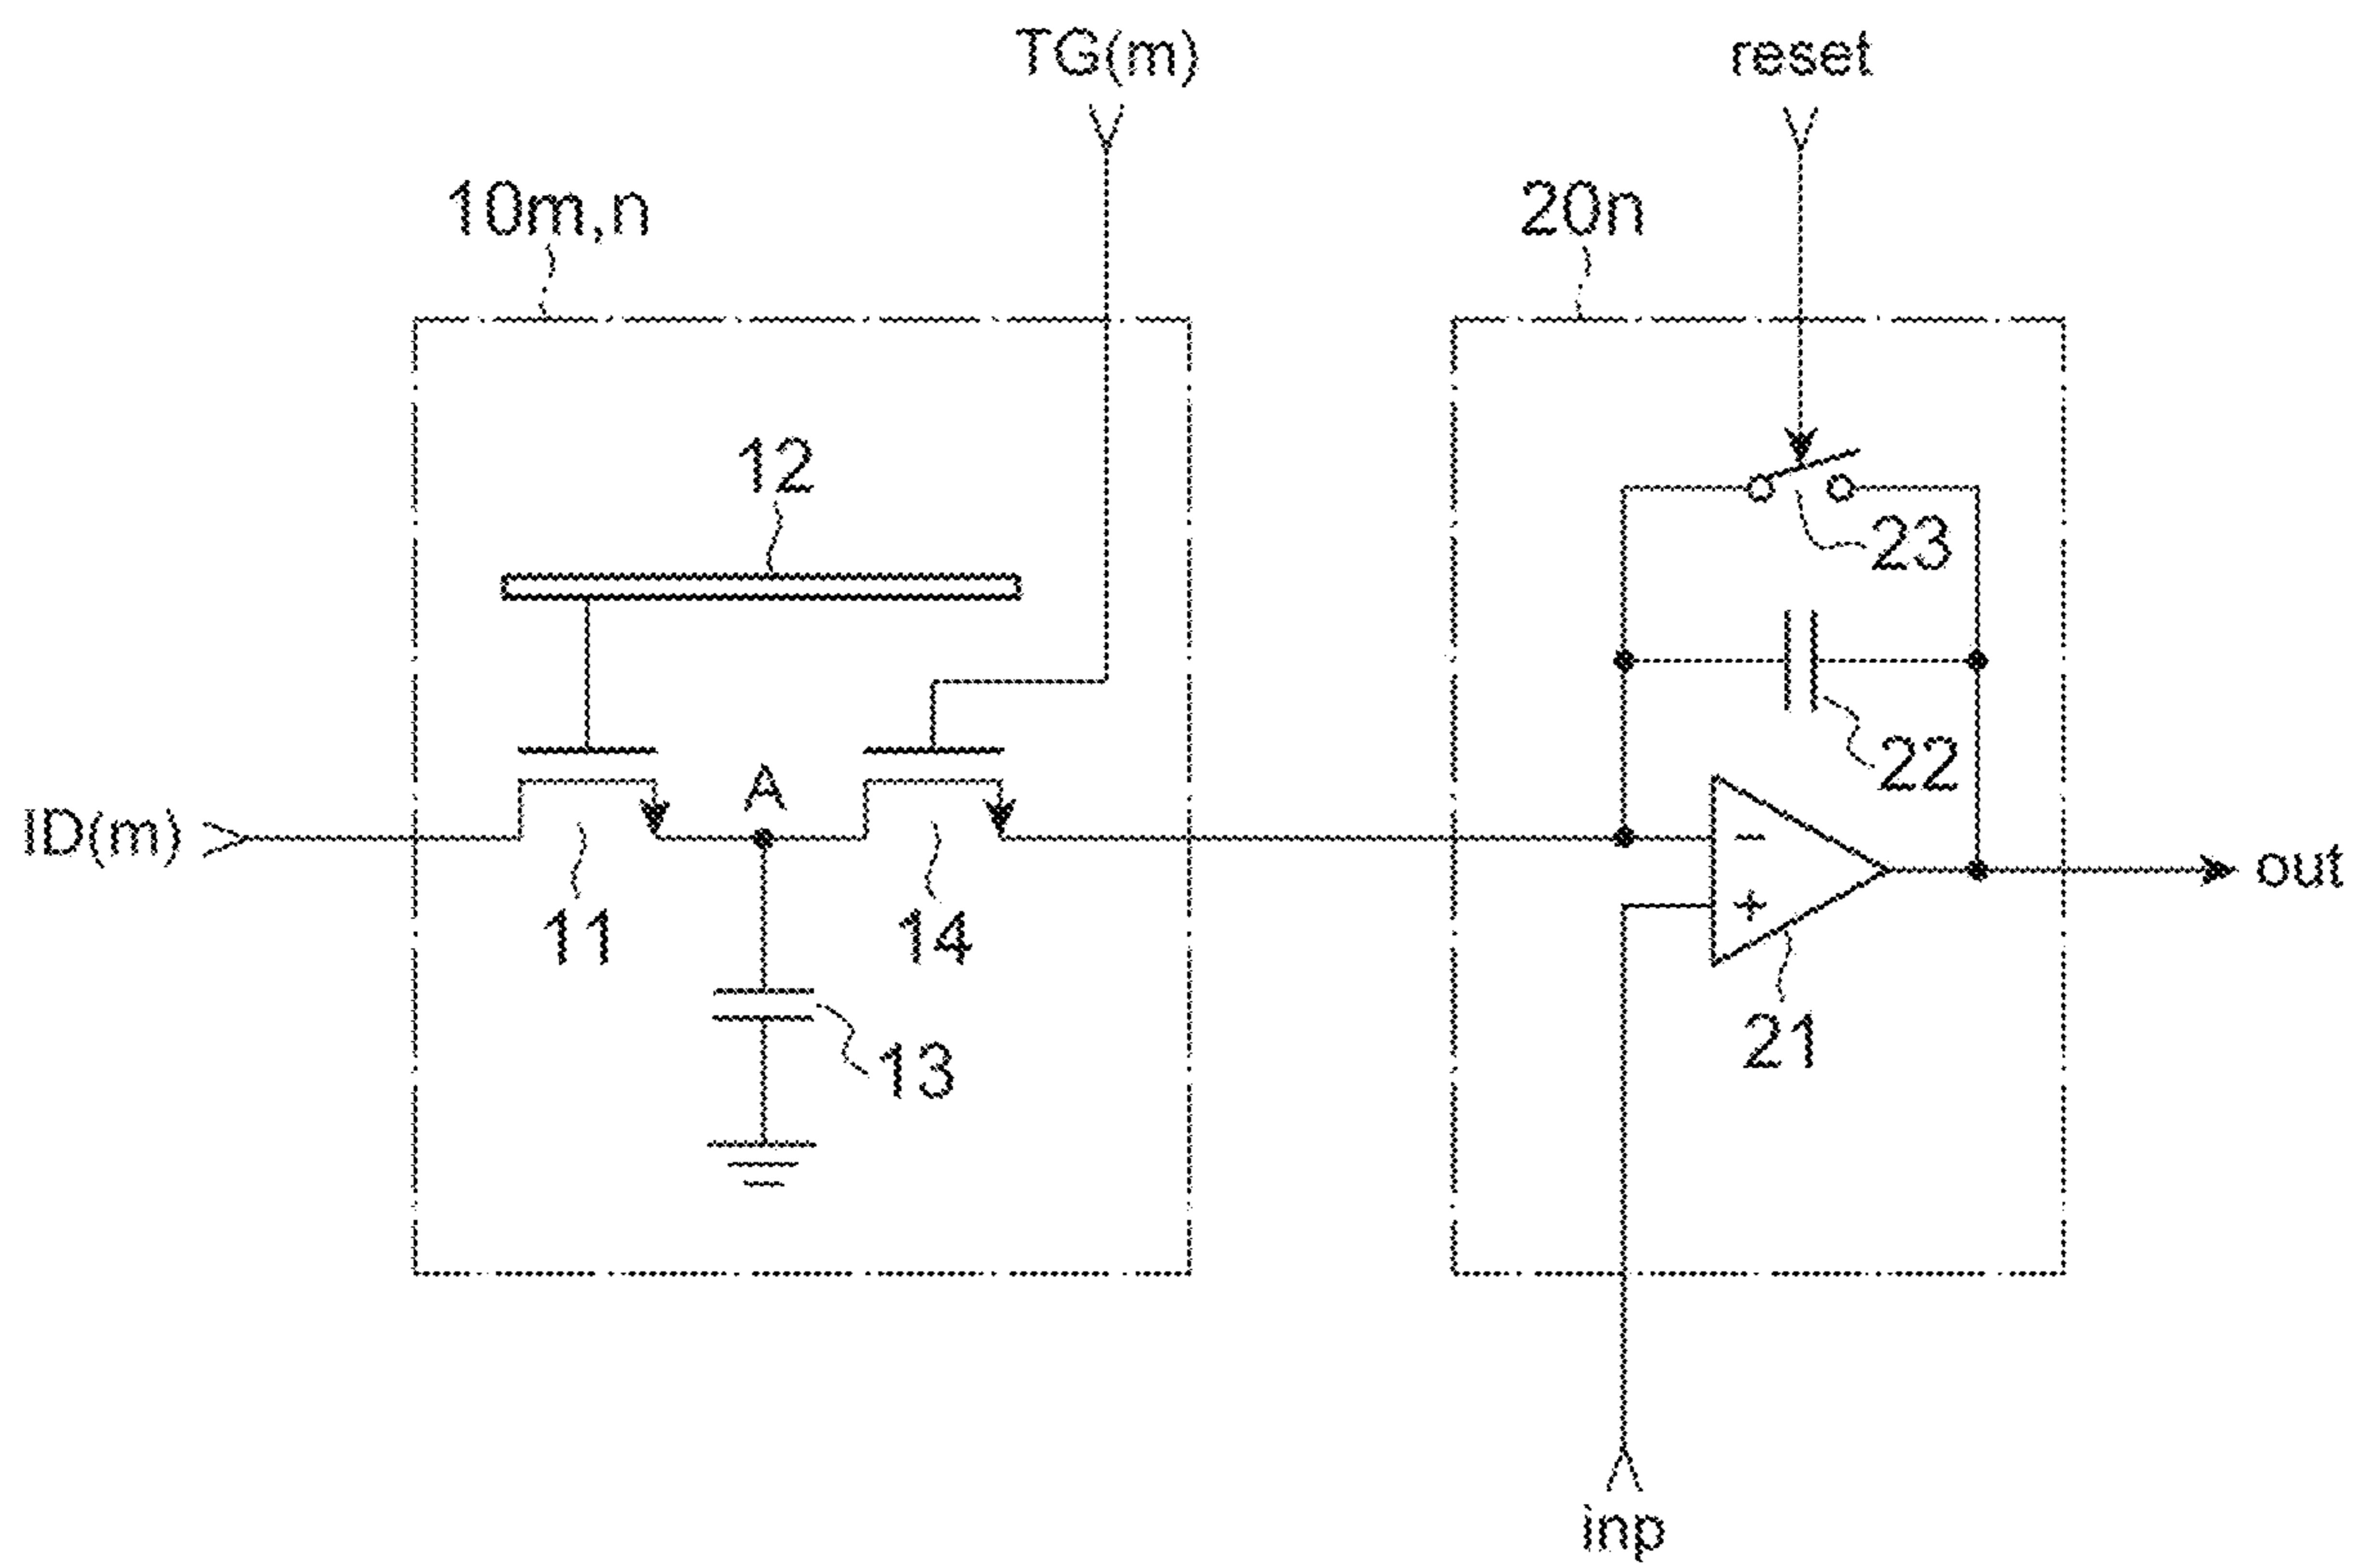 TG(m)
reset
10m,n
20n
12
23
22
A
ID(m)
−
out
+
11
14
21
13
inp